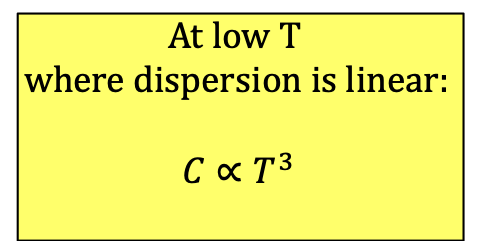 At low T
where dispersion is linear:
C ∝ T³